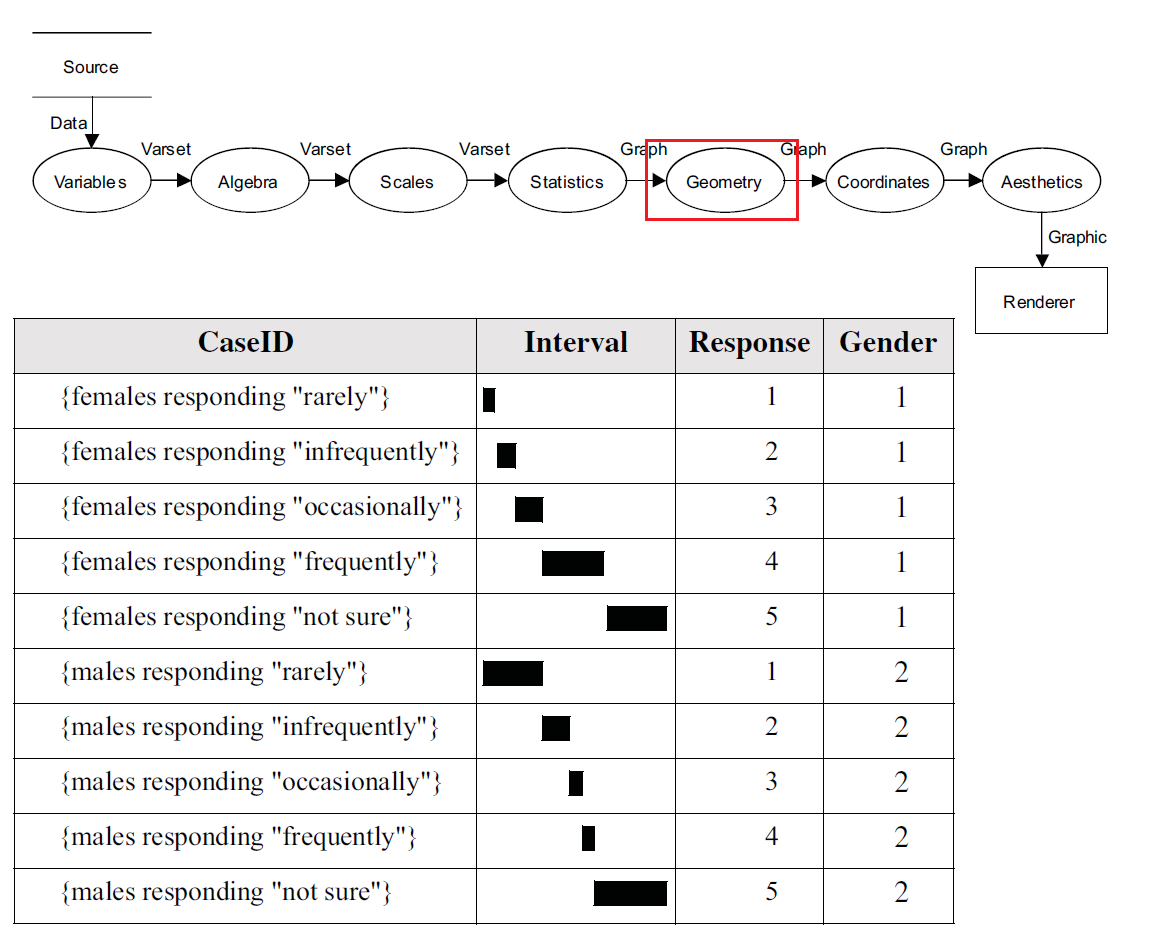 Source
Data
Varset Varset Varset Graph Graph Graph
Variables Algebra Scales Statistics Geometry Coordinates Aesthetics
Graphic
Renderer
CaseID Interval Response Gender
{females responding "rarely"} 1 1
{females responding "infrequently"} 2 1
{females responding "occasionally"} 3 1
{females responding "frequently"} 4 1
{females responding "not sure"} 5 1
{males responding "rarely"} 1 2
{males responding "infrequently"} 2 2
{males responding "occasionally"} 3 2
{males responding "frequently"} 4 2
{males responding "not sure"} 5 2